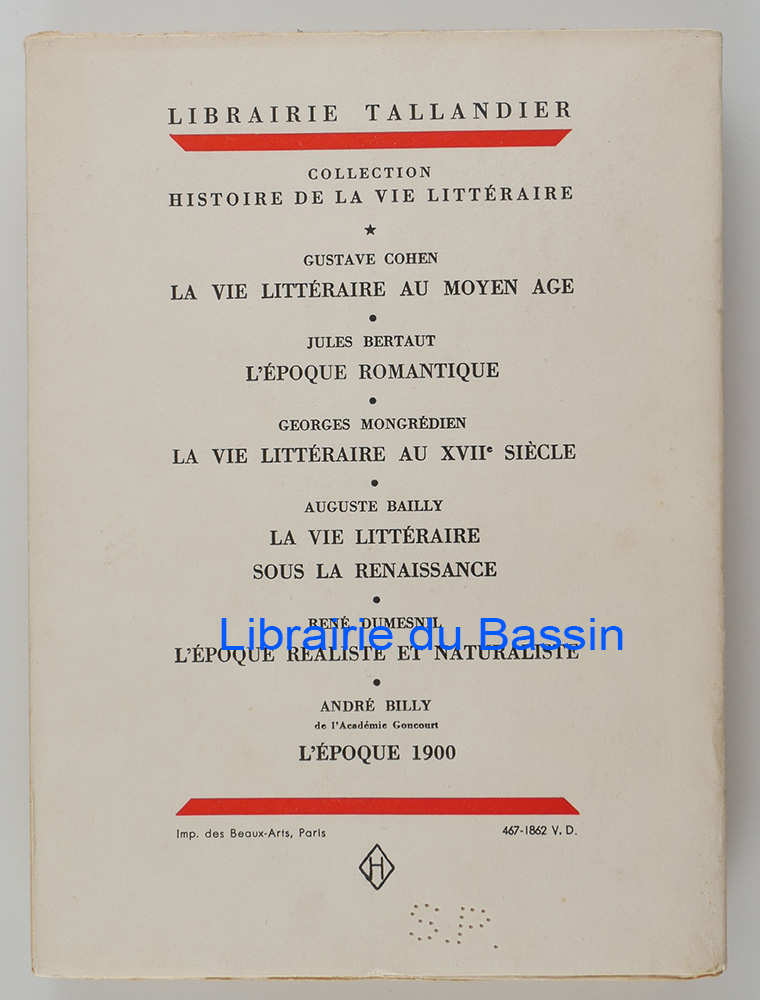 LIBRAIRIE TALLANDIER
COLLECTION
HISTOIRE DE LA VIE LITTÉRAIRE
★
GUSTAVE COHEN
LA VIE LITTÉRAIRE AU MOYEN AGE
•
JULES BERTAUT
L'ÉPOQUE ROMANTIQUE
•
GEORGES MONGRÉDIEN
LA VIE LITTÉRAIRE AU XVIIe SIÈCLE
•
AUGUSTE BAILLY
LA VIE LITTÉRAIRE
SOUS LA RENAISSANCE
•
RENÉ DUMESNIL
Librairie du Bassin
L'ÉPOQUE RÉALISTE ET NATURALISTE
•
ANDRÉ BILLY
de l'Académie Goncourt
L'ÉPOQUE 1900
Imp. des Beaux-Arts, Paris
467-1862 V. D.
H
S.P.